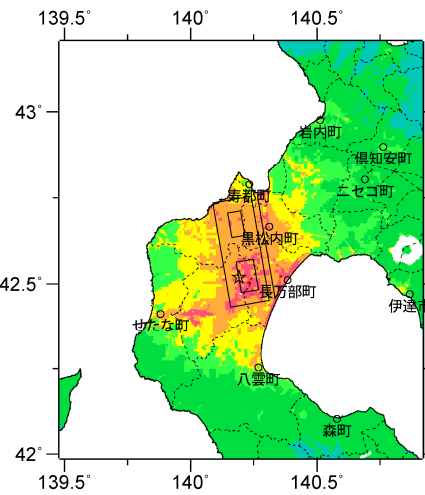 139.5° 140° 140.5°
43°
岩内町
倶知安町
ニセコ町
寿都町
黒松内町
42.5°
長万部町
伊達市
せたな町
八雲町
森町
42°
139.5° 140° 140.5°